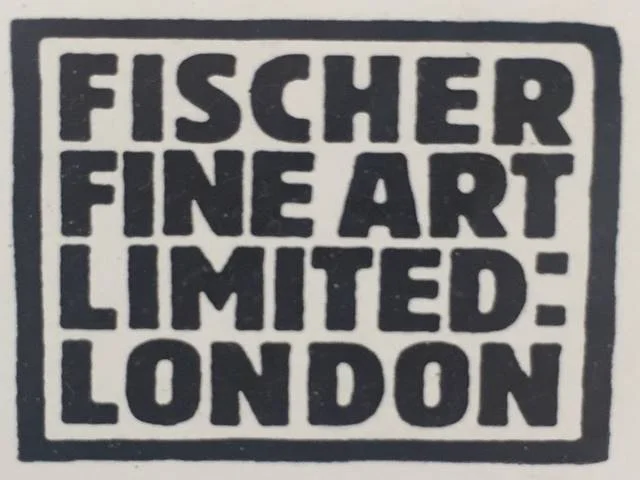 FISCHER
FINE ART
LIMITED:
LONDON